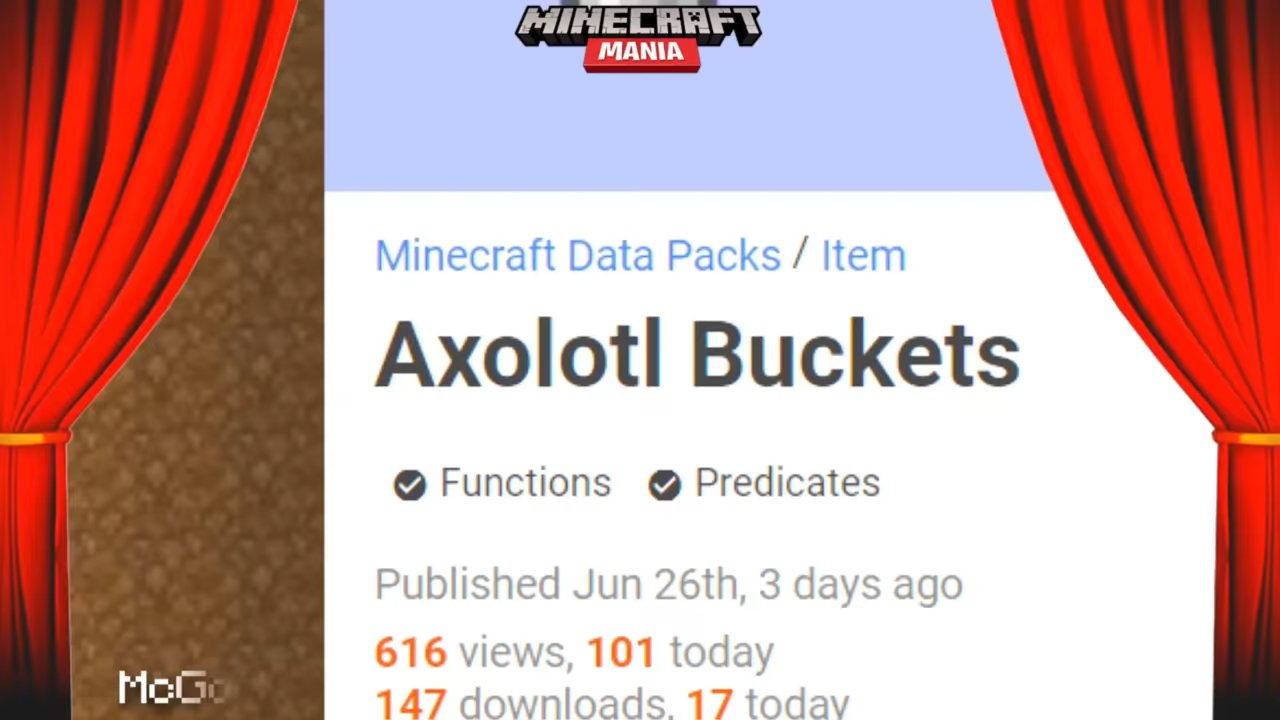 MINECRAFT
MANIA
Minecraft Data Packs / Item
Axolotl Buckets
Functions Predicates
Published Jun 26th, 3 days ago
616 views, 101 today
147 downloads, 17 today